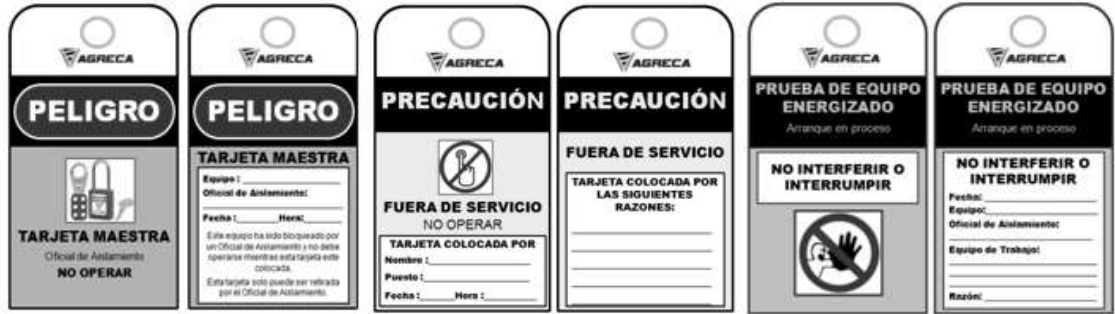 AGRECA
PELIGRO
TARJETA MAESTRA
Oficial de Aislamiento
NO OPERAR
AGRECA
PELIGRO
TARJETA MAESTRA
Equipo :
Oficial de Aislamiento:
Fecha : Hora:
Este equipo ha sido bloqueado por
un Oficial de Aislamiento y no debe
operarse mientras esta tarjeta este
colocada.
Esta tarjeta solo puede ser retirada
por el Oficial de Aislamiento.
AGRECA
PRECAUCIÓN
FUERA DE SERVICIO
NO OPERAR
TARJETA COLOCADA POR
Nombre :
Puesto :
Fecha : Hora :
AGRECA
PRECAUCIÓN
FUERA DE SERVICIO
TARJETA COLOCADA POR
LAS SIGUIENTES
RAZONES:
AGRECA
PRUEBA DE EQUIPO
ENERGIZADO
Arranque en proceso
NO INTERFERIR O
INTERRUMPIR
AGRECA
PRUEBA DE EQUIPO
ENERGIZADO
Arranque en proceso
NO INTERFERIR O
INTERRUMPIR
Fecha:
Equipo:
Oficial de Aislamiento:
Equipo de Trabajo:
Razón: